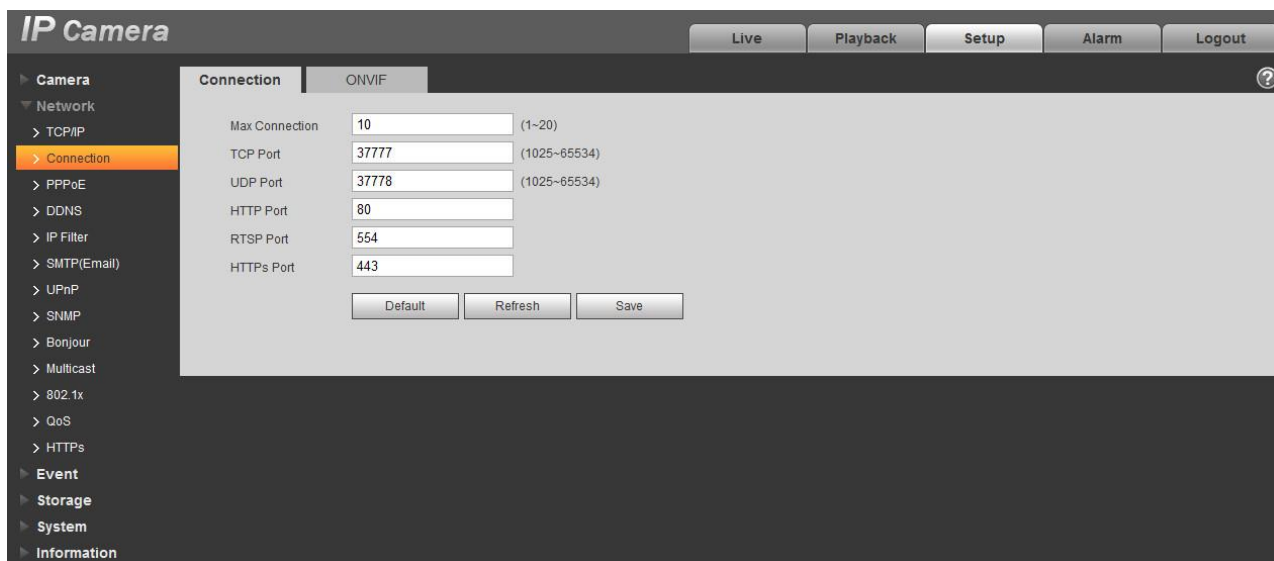 IP Camera
Live Playback Setup Alarm Logout
Camera
Network
TCP/IP
Connection
PPPoE
DDNS
IP Filter
SMTP(Email)
UPnP
SNMP
Bonjour
Multicast
802.1x
QoS
HTTPs
Event
Storage
System
Information
Connection ONVIF
?
Max Connection 10 (1~20)
TCP Port 37777 (1025~65534)
UDP Port 37778 (1025~65534)
HTTP Port 80
RTSP Port 554
HTTPs Port 443
Default Refresh Save